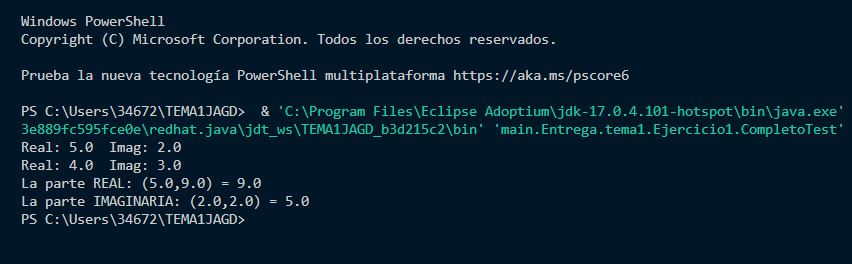 Windows PowerShell
Copyright (C) Microsoft Corporation. Todos los derechos reservados.
Prueba la nueva tecnología PowerShell multiplataforma https://aka.ms/pscore6
PS C:\Users\34672\TEMA1JAGD>  & 'C:\Program Files\Eclipse Adoptium\jdk-17.0.4.101-hotspot\bin\java.exe'
3e889fc595fce0e\redhat.java\jdt_ws\TEMA1JAGD_b3d215c2\bin' 'main.Entrega.tema1.Ejercicio1.CompletoTest'
Real: 5.0  Imag: 2.0
Real: 4.0  Imag: 3.0
La parte REAL: (5.0,9.0) = 9.0
La parte IMAGINARIA: (2.0,2.0) = 5.0
PS C:\Users\34672\TEMA1JAGD>